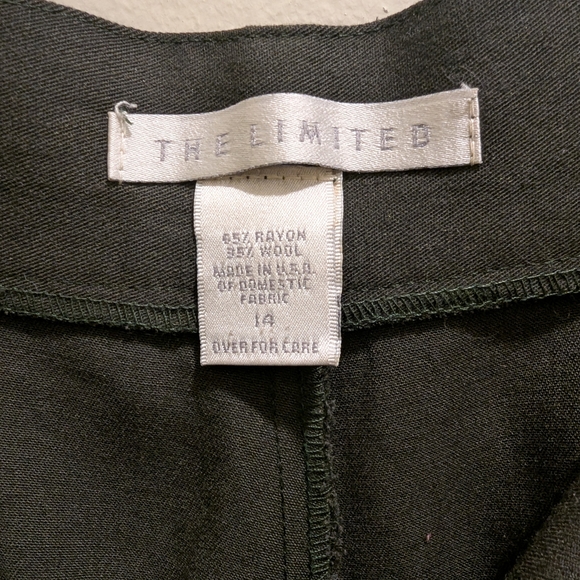 THE LIMITED
65% RAYON
35% WOOL
MADE IN U.S.A.
OF DOMESTIC
FABRIC
14
OVER FOR CARE